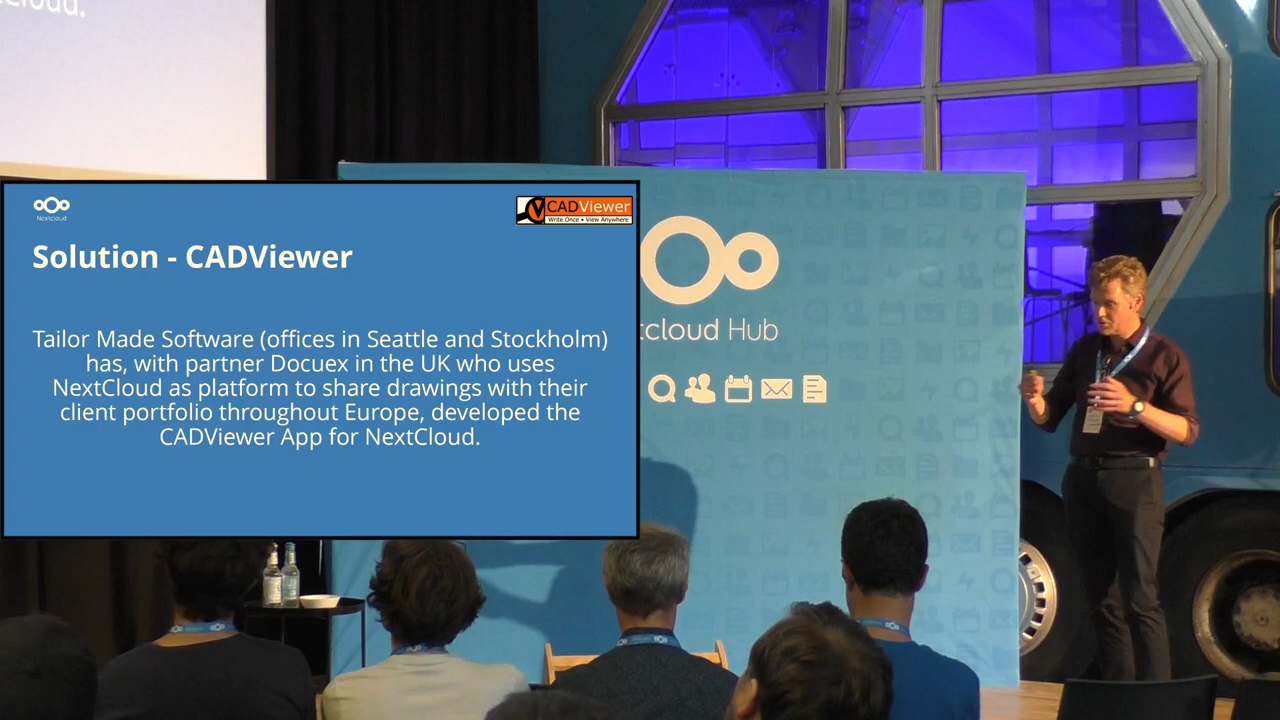 cloud.
Nextcloud
CADViewer
Write Once • View Anywhere
Solution - CADViewer
Tailor Made Software (offices in Seattle and Stockholm)
has, with partner Docuex in the UK who uses
NextCloud as platform to share drawings with their
client portfolio throughout Europe, developed the
CADViewer App for NextCloud.
tcloud Hub